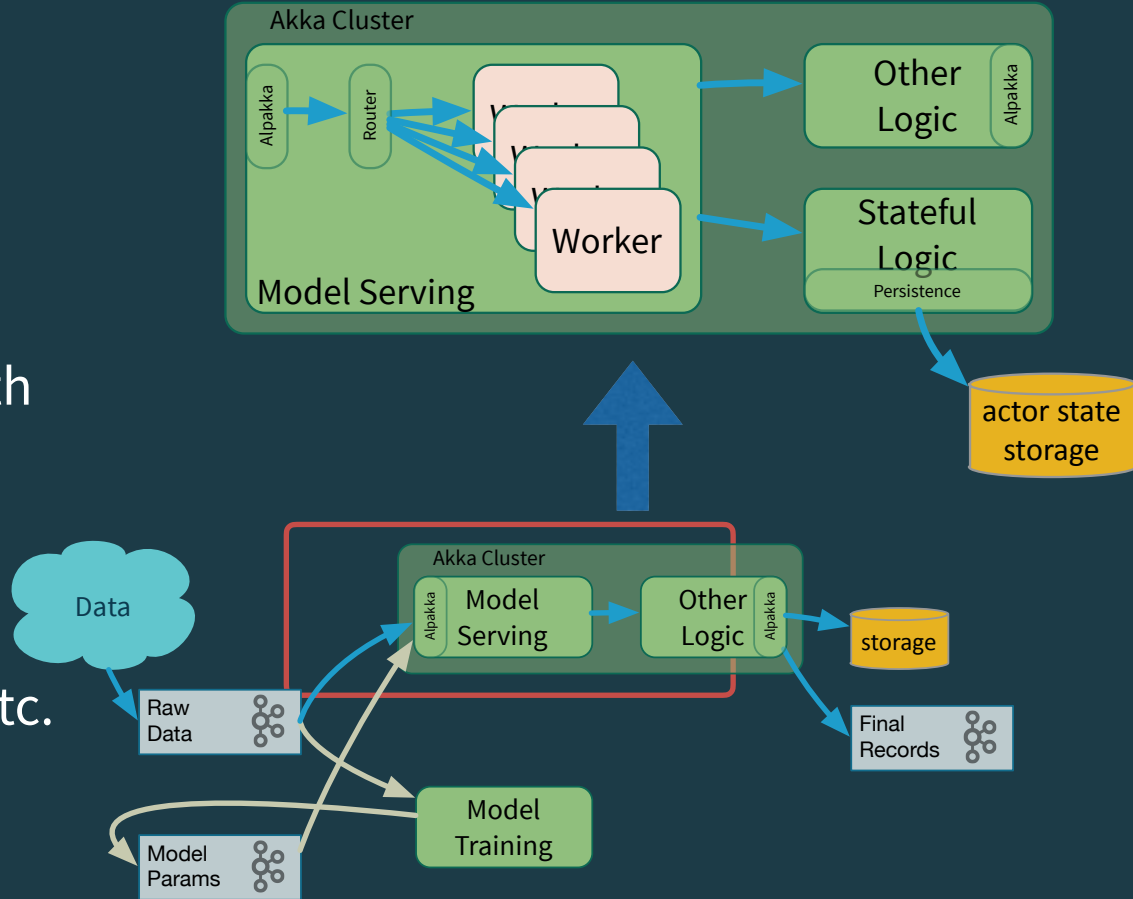 Akka Cluster
Alpakka
Router
Worker
Model Serving
Other
Logic
Alpakka
Stateful
Logic
Persistence
actor state
storage
th
Data
tc.
Akka Cluster
Alpakka
Model
Serving
Other
Logic
Alpakka
storage
Raw
Data
Final
Records
Model
Training
Model
Params